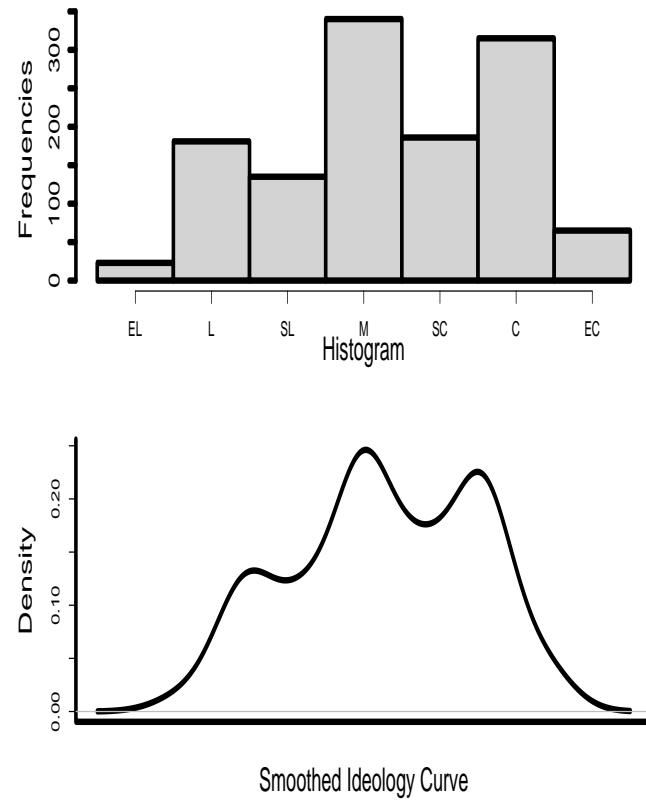 Frequencies
300
200
100
0
EL L SL M SC C EC
Histogram
Density
0.20
0.10
0.00
Smoothed Ideology Curve